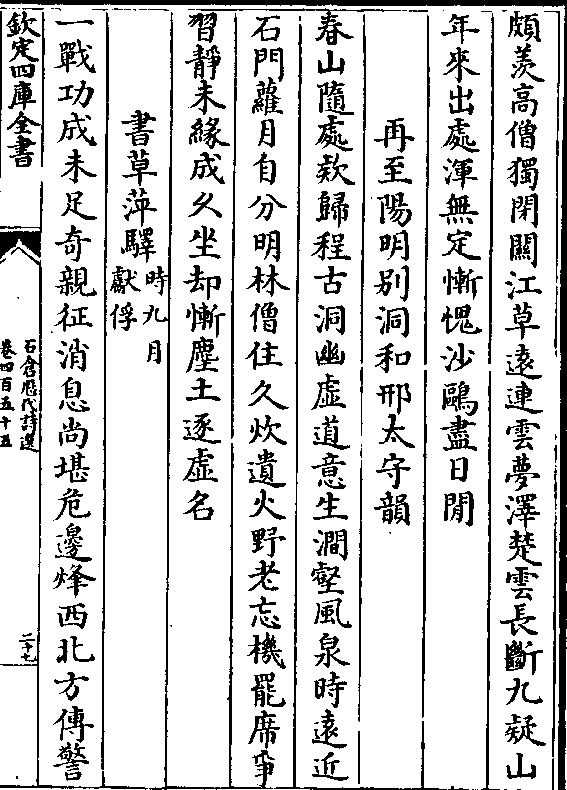 頗羨高僧獨閉關江草遠連雲夢澤楚雲長斷九疑山
年來出處渾無定慚愧沙鷗盡日閒
再至陽明别洞和邢太守韻
春山隨處欵歸程古洞幽虚道意生澗壑風泉時遠近
石門蘿月自分明林僧住久炊遺火野老忘機罷席爭
習靜未緣成久坐却慚塵土逐虚名
書草萍驛時九月獻俘
一戰功成未足奇親征消息尚堪危邊烽西北方傳警
欽定四庫全書
石倉歷代詩選
卷四百五十五
二十七